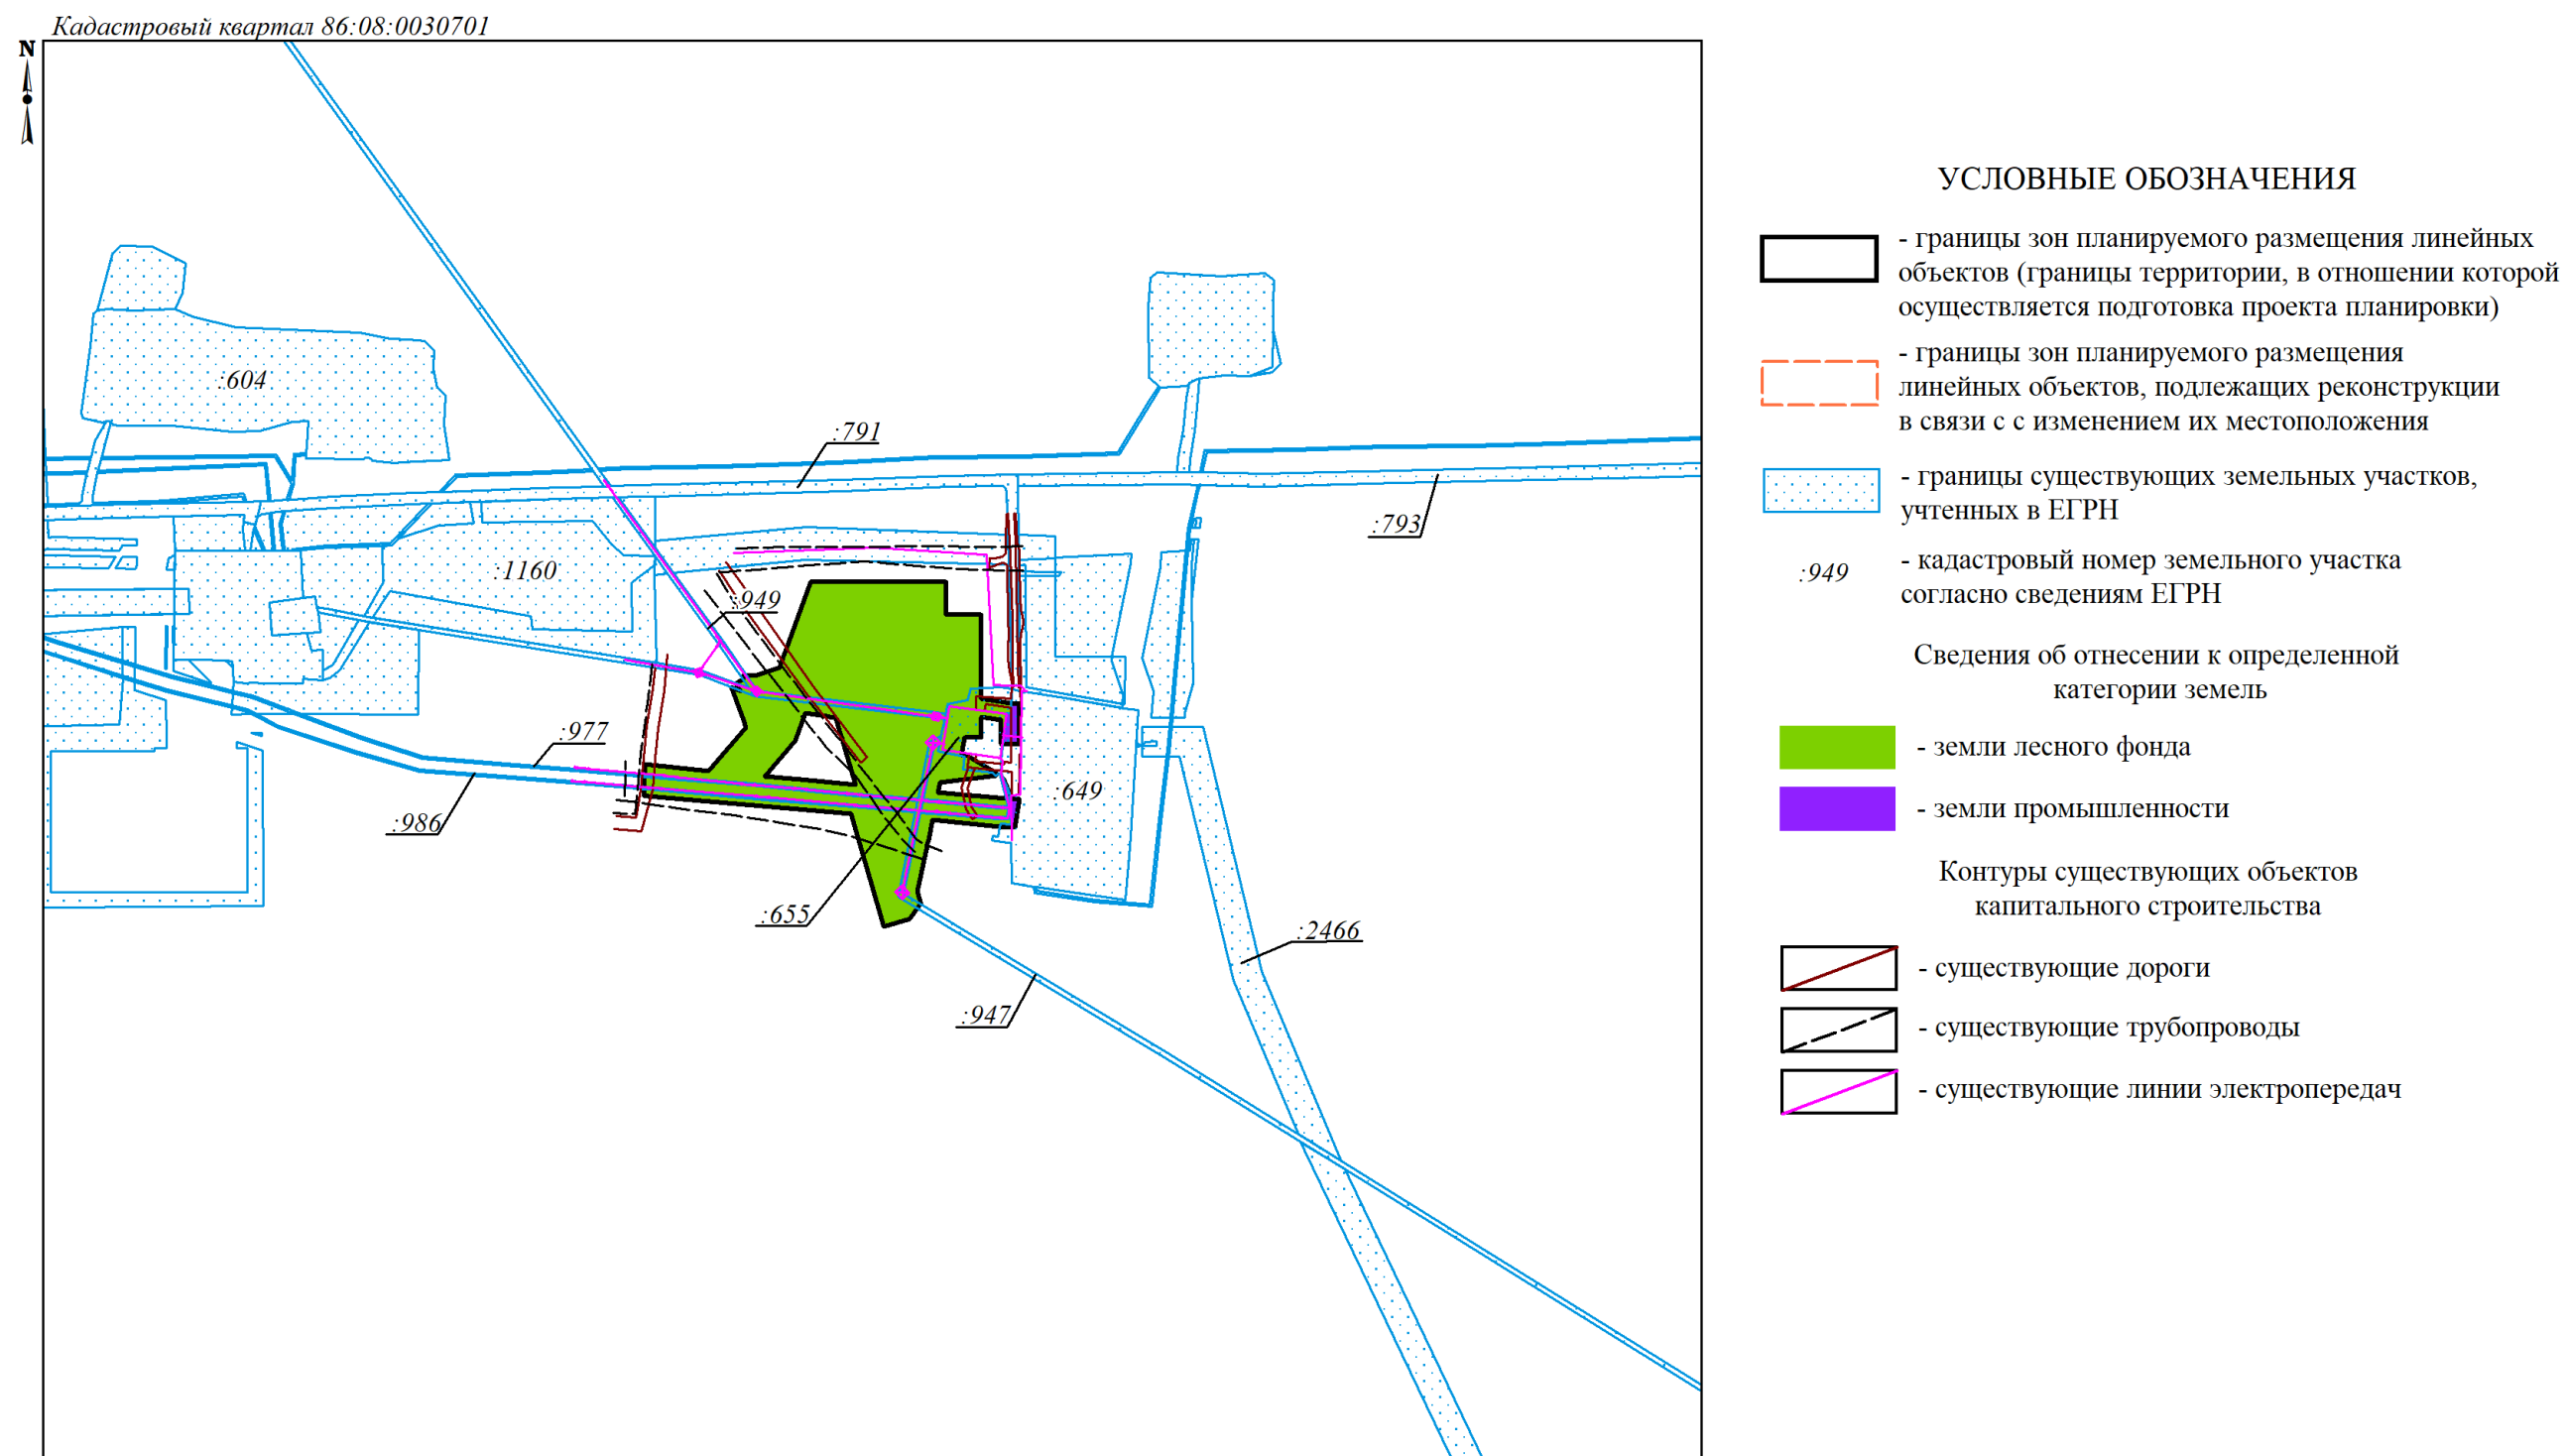 Кадастровый квартал 86:08:0030701
N
:604
:791
:793
:1160
:949
:977
:986
:649
:655
:2466
:947
УСЛОВНЫЕ ОБОЗНАЧЕНИЯ
- границы зон планируемого размещения линейных
объектов (границы территории, в отношении которой
осуществляется подготовка проекта планировки)
- границы зон планируемого размещения
линейных объектов, подлежащих реконструкции
в связи с с изменением их местоположения
- границы существующих земельных участков,
учтенных в ЕГРН
:949
- кадастровый номер земельного участка
согласно сведениям ЕГРН
Сведения об отнесении к определенной
категории земель
- земли лесного фонда
- земли промышленности
Контуры существующих объектов
капитального строительства
- существующие дороги
- существующие трубопроводы
- существующие линии электропередач